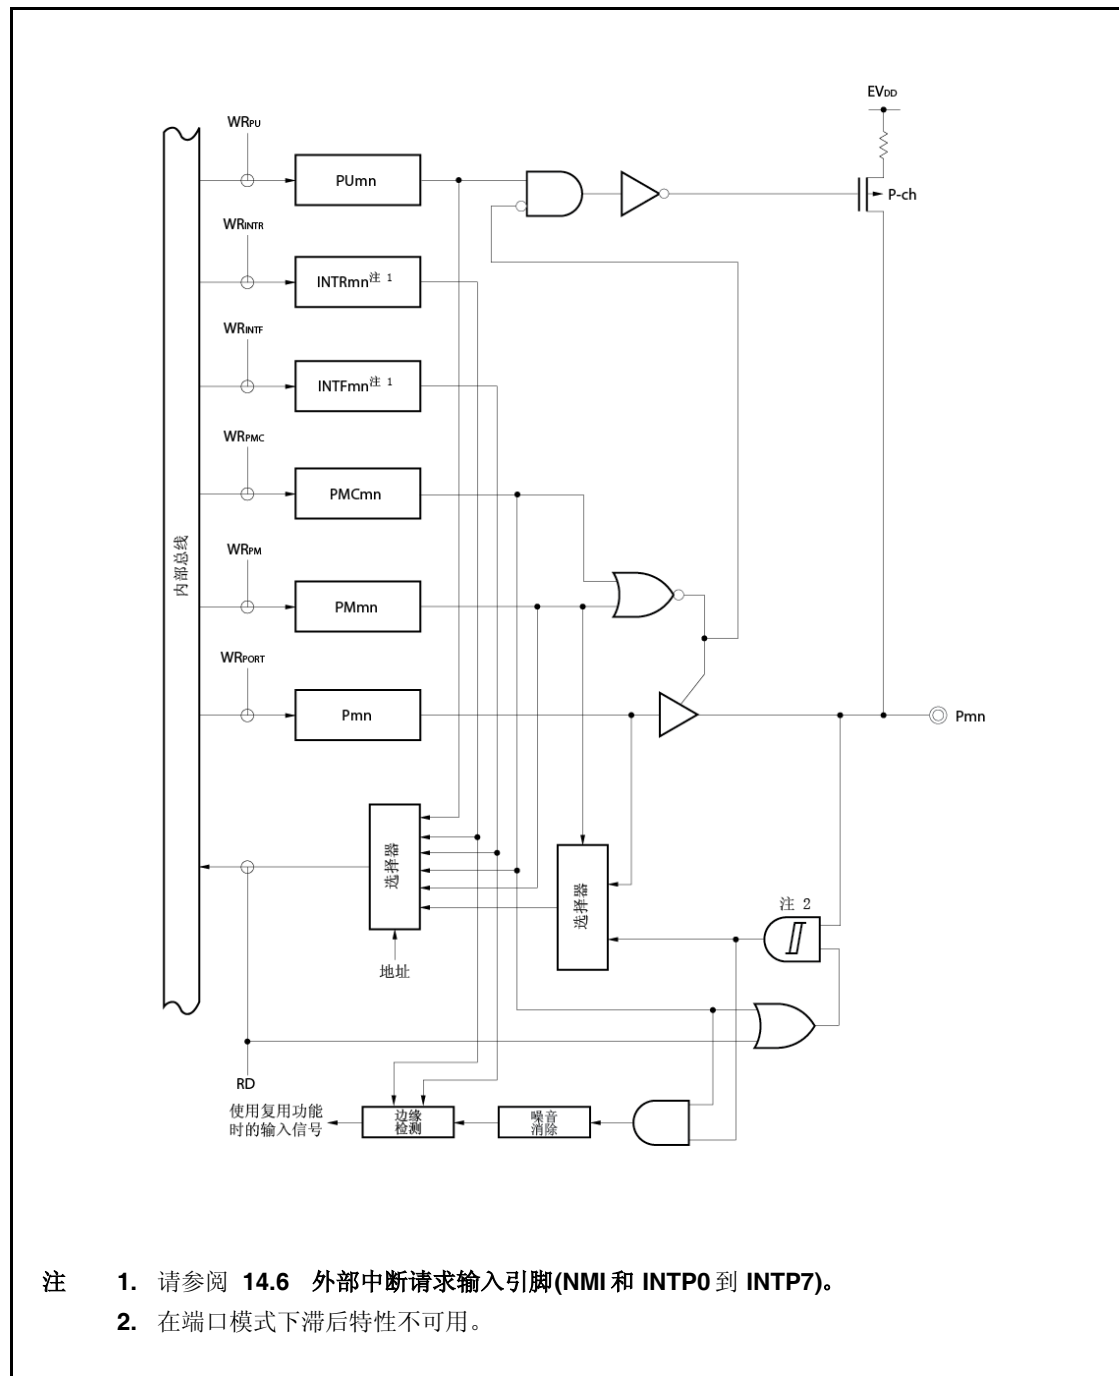 EVDD
WRPU
PUmn
P-ch
WRINTR
INTRmn注 1
WRINTF
INTFmn注 1
WRPMC
PMCmn
内部总线
WRPM
PMmn
WRPORT
Pmn
Pmn
选择器
选择器
注 2
地址
RD
使用复用功能
时的输入信号
边缘
检测
噪音
消除
注 1. 请参阅 14.6 外部中断请求输入引脚(NMI 和 INTP0 到 INTP7)。
2. 在端口模式下滞后特性不可用。